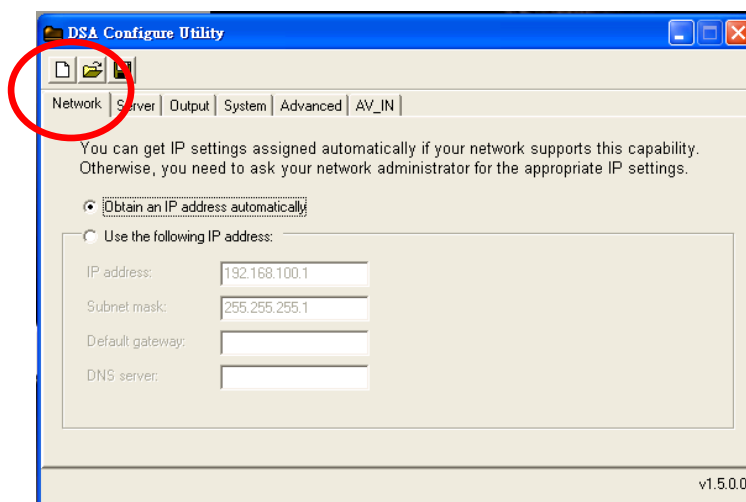 DSA Configure Utility
Network Server Output System Advanced AV_IN
You can get IP settings assigned automatically if your network supports this capability.
Otherwise, you need to ask your network administrator for the appropriate IP settings.
Obtain an IP address automatically
Use the following IP address:
IP address: 192.168.100.1
Subnet mask: 255.255.255.1
Default gateway:
DNS server:
v1.5.0.0